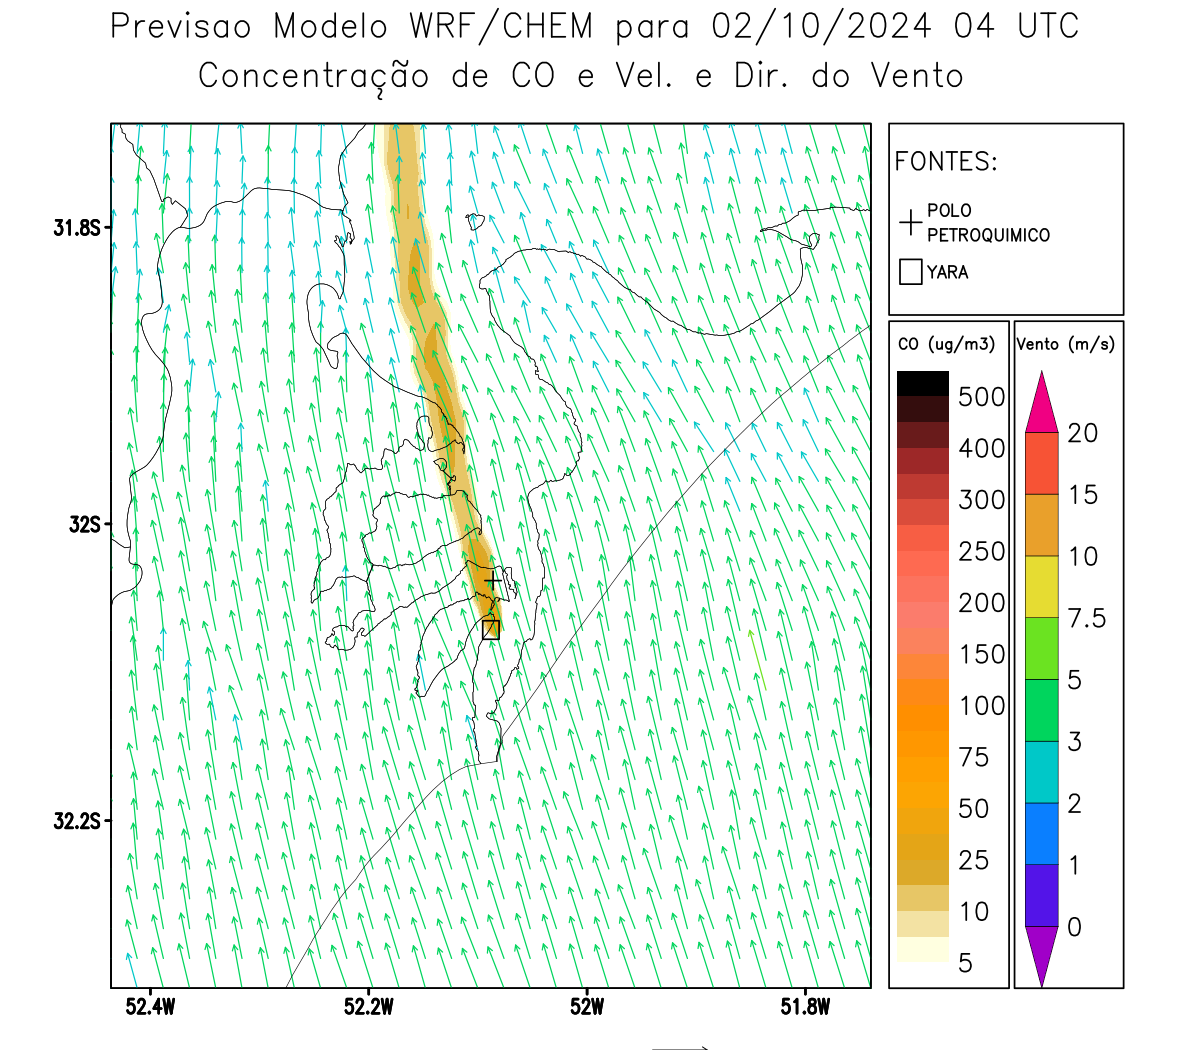 Previsao Modelo WRF/CHEM para 02/10/2024 04 UTC
Concentração de CO e Vel. e Dir. do Vento
FONTES:
POLO
PETROQUIMICO
YARA
CO (ug/m3)
500
400
300
250
200
150
100
75
50
25
10
5
Vento (m/s)
20
15
10
7.5
5
3
2
1
0
31.8S
32S
32.2S
52.4W
52.2W
52W
51.8W